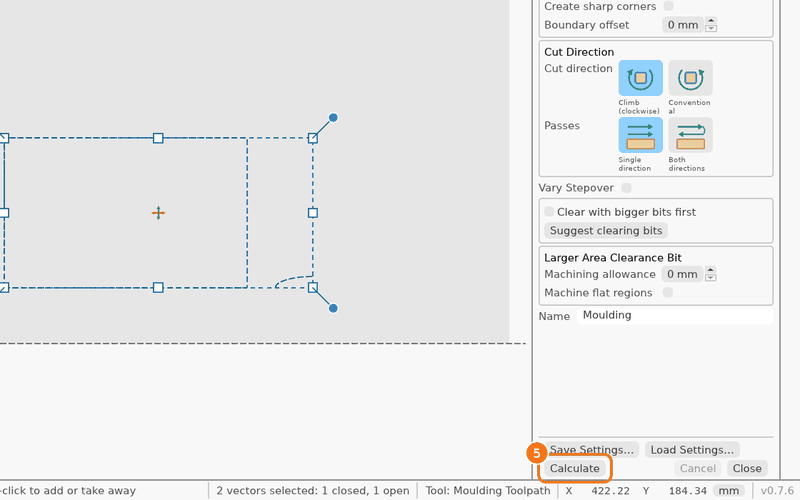 Create sharp corners
Boundary offset 0 mm
Cut Direction
Cut direction
Climb (clockwise)
Convention al
Passes
Single direction
Both directions
Vary Stepover
Clear with bigger bits first
Suggest clearing bits
Larger Area Clearance Bit
Machining allowance 0 mm
Machine flat regions
Name Moulding
5
Save Settings... Load Settings...
Calculate Cancel Close
-click to add or take away 2 vectors selected: 1 closed, 1 open Tool: Moulding Toolpath X 422.22 Y 184.34 mm v0.7.6